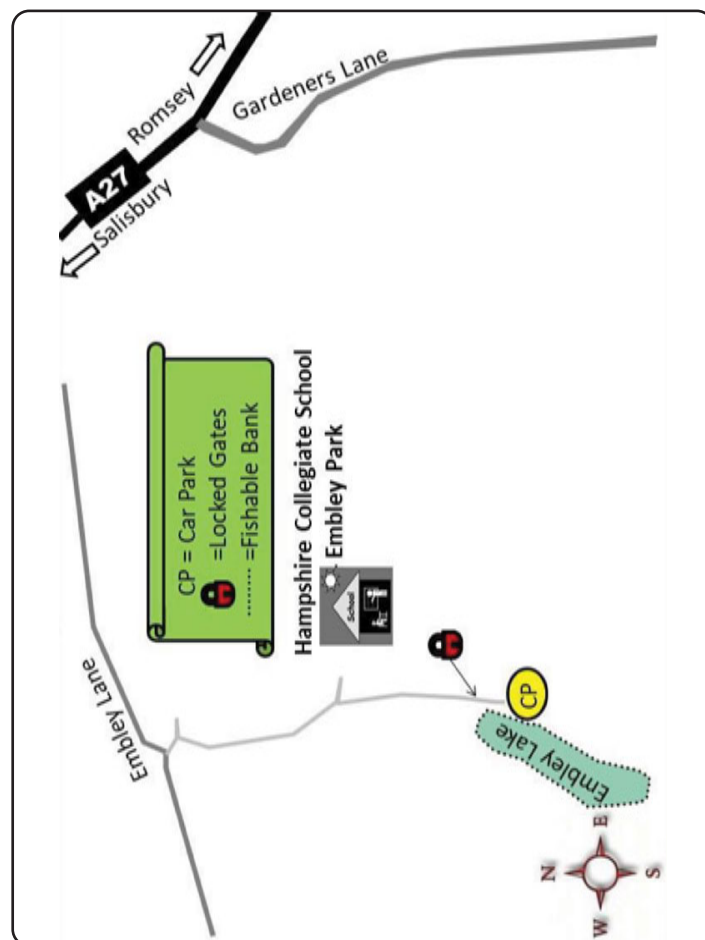 A27
Romsey
Salisbury
Gardeners Lane
Embley Lane
CP = Car Park
=Locked Gates
........ =Fishable Bank
Hampshire Collegiate School
Embley Park
School
CP
Embley Lake
N
E
S
W